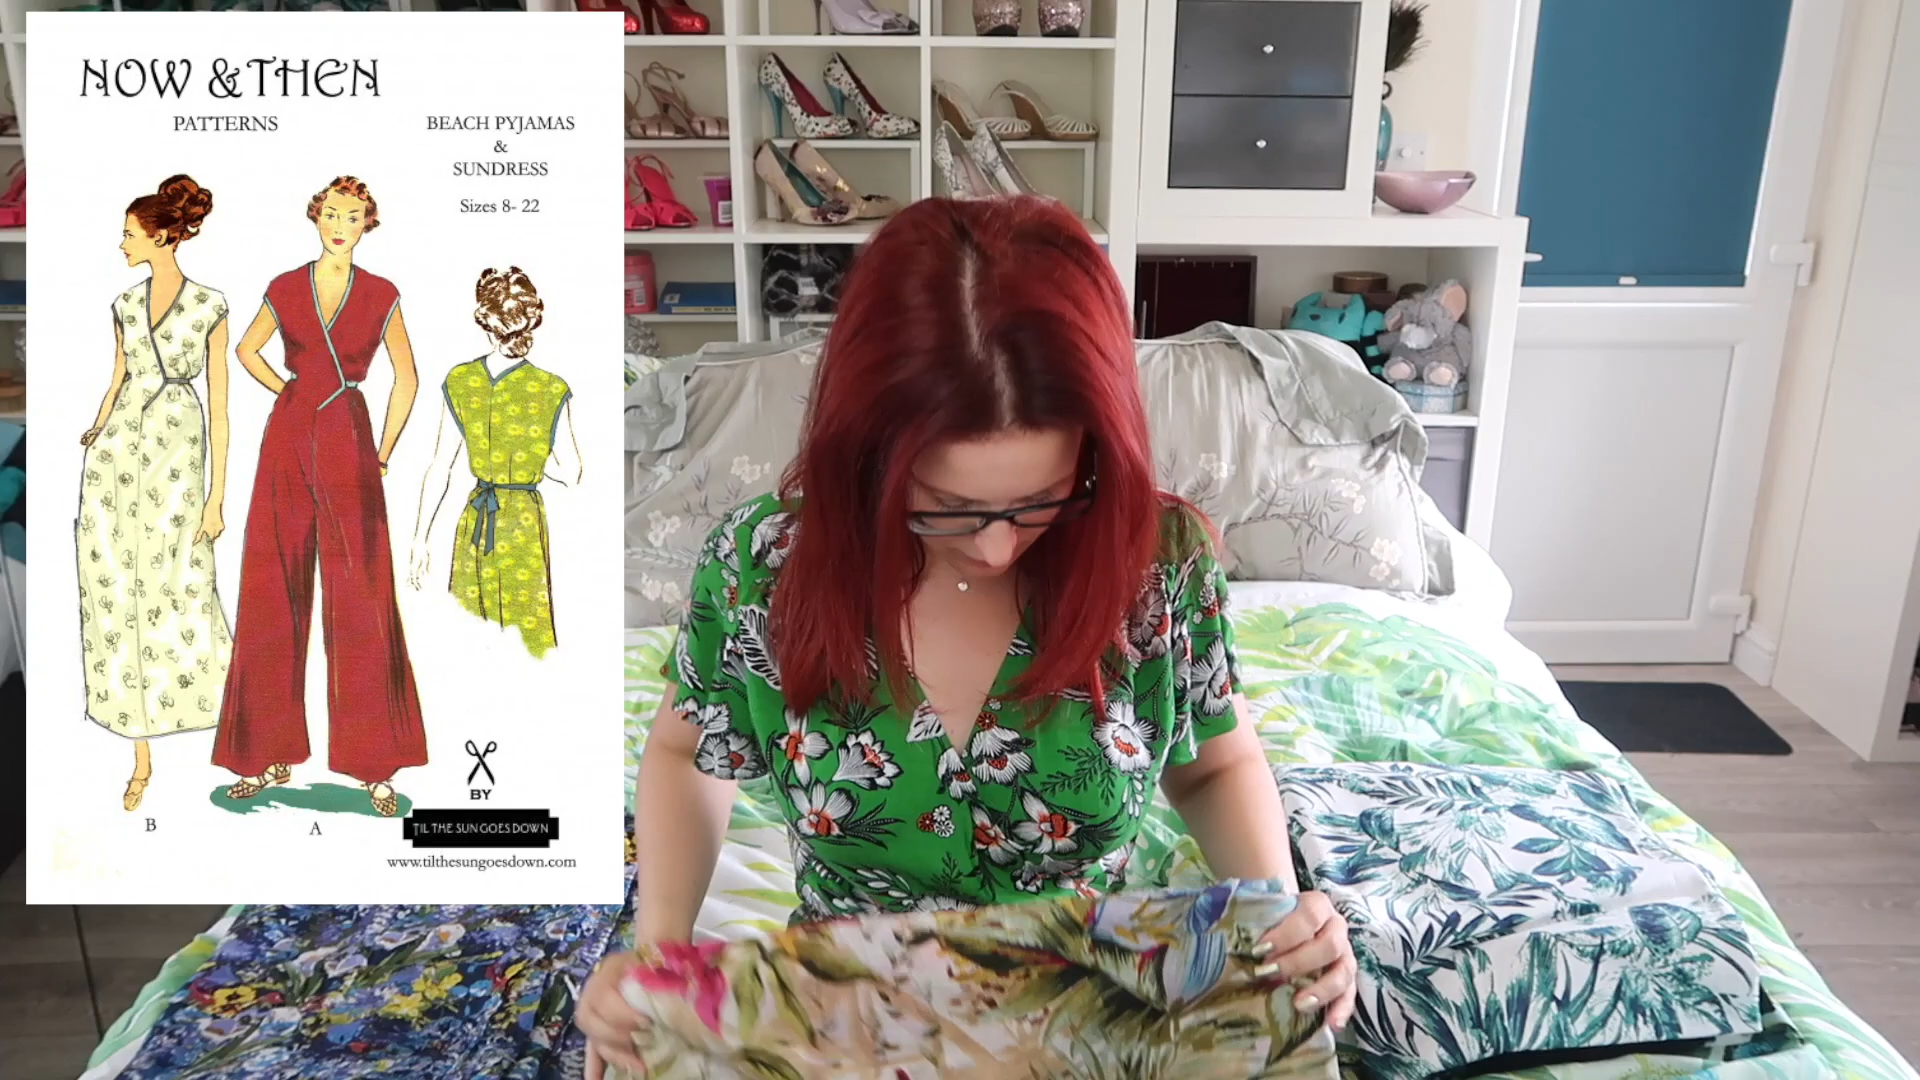 NOW & THEN
PATTERNS
BEACH PYJAMAS
&
SUNDRESS
Sizes 8- 22
B
A
BY
TIL THE SUN GOES DOWN
www.tilthesungoesdown.com